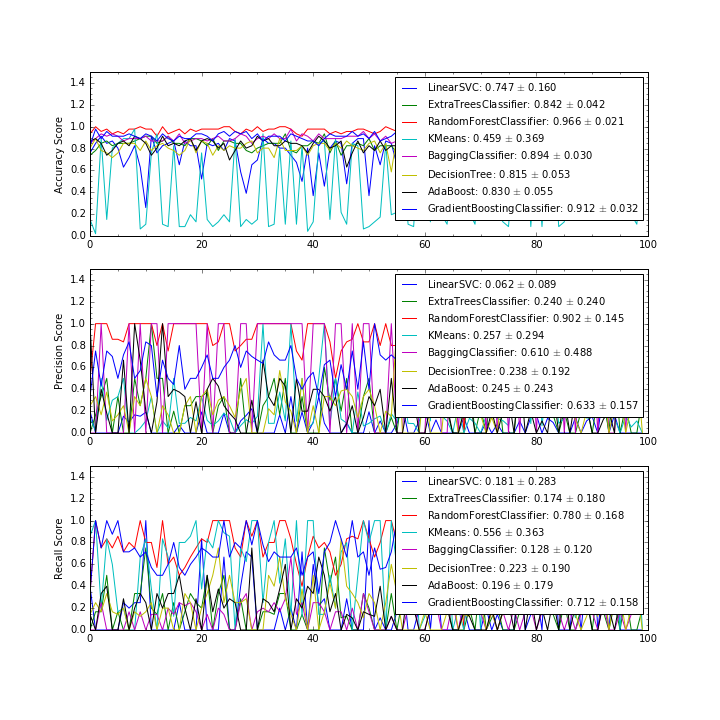 1.4
1.2
1.0
0.8
0.6
0.4
0.2
0.0
Accuracy Score
LinearSVC: 0.747 ± 0.160
ExtraTreesClassifier: 0.842 ± 0.042
RandomForestClassifier: 0.966 ± 0.021
KMeans: 0.459 ± 0.369
BaggingClassifier: 0.894 ± 0.030
DecisionTree: 0.815 ± 0.053
AdaBoost: 0.830 ± 0.055
GradientBoostingClassifier: 0.912 ± 0.032
0 20 40 60 80 100
1.4
1.2
1.0
0.8
0.6
0.4
0.2
0.0
Precision Score
LinearSVC: 0.062 ± 0.089
ExtraTreesClassifier: 0.240 ± 0.240
RandomForestClassifier: 0.902 ± 0.145
KMeans: 0.257 ± 0.294
BaggingClassifier: 0.610 ± 0.488
DecisionTree: 0.238 ± 0.192
AdaBoost: 0.245 ± 0.243
GradientBoostingClassifier: 0.633 ± 0.157
0 20 40 60 80 100
1.4
1.2
1.0
0.8
0.6
0.4
0.2
0.0
Recall Score
LinearSVC: 0.181 ± 0.283
ExtraTreesClassifier: 0.174 ± 0.180
RandomForestClassifier: 0.780 ± 0.168
KMeans: 0.556 ± 0.363
BaggingClassifier: 0.128 ± 0.120
DecisionTree: 0.223 ± 0.190
AdaBoost: 0.196 ± 0.179
GradientBoostingClassifier: 0.712 ± 0.158
0 20 40 60 80 100